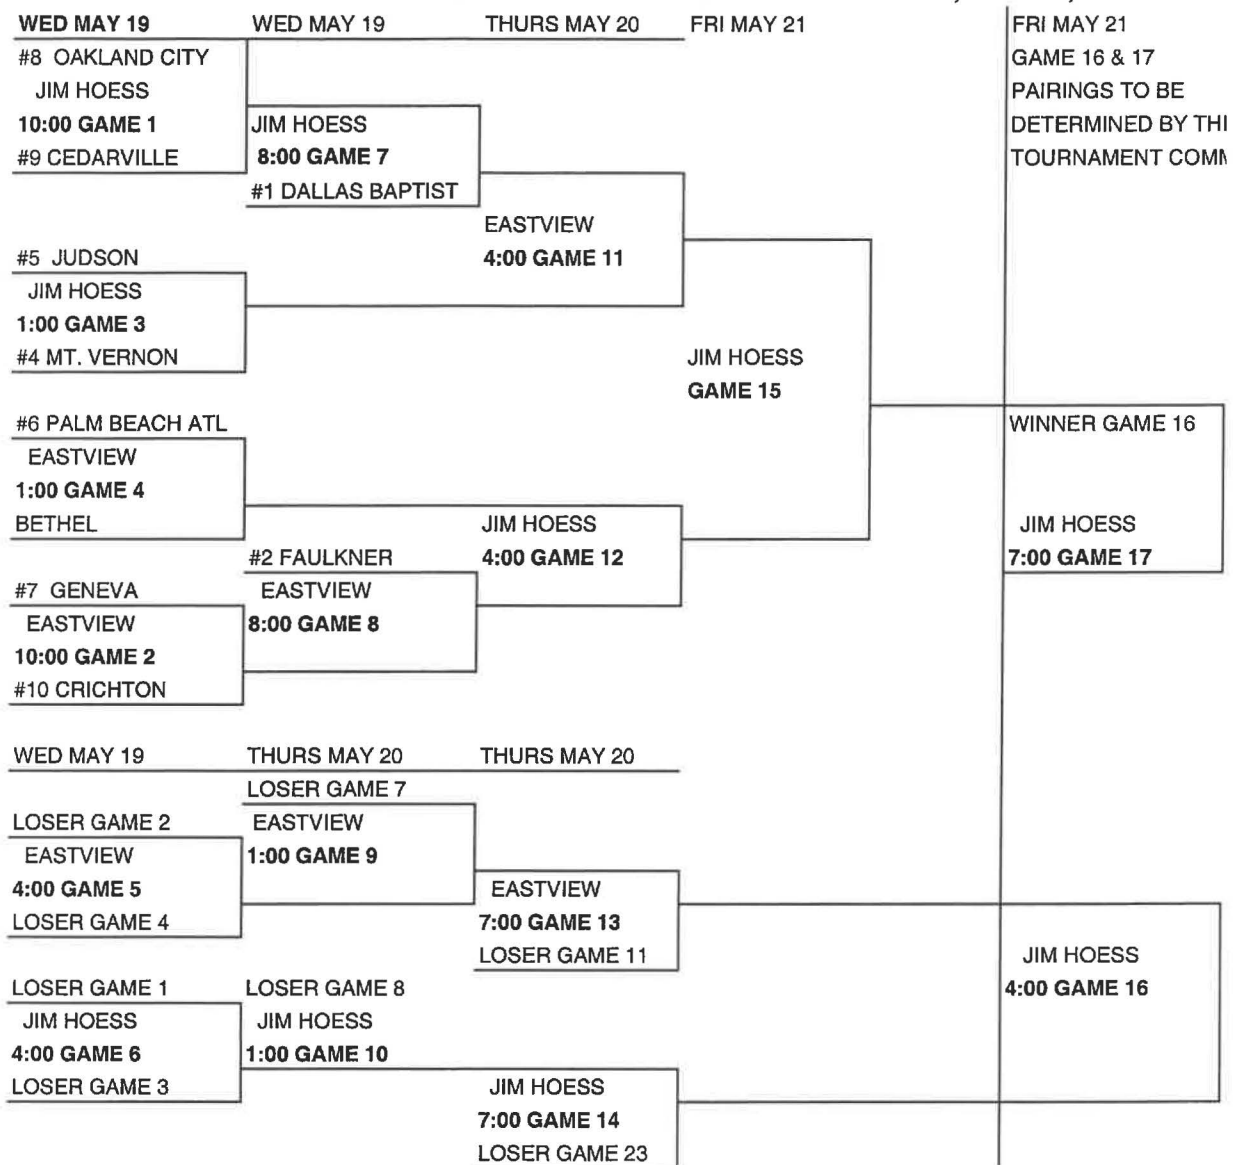 WED MAY 19 WED MAY 19 THURS MAY 20 FRI MAY 21 FRI MAY 21
#8 OAKLAND CITY GAME 16 & 17
JIM HOESS PAIRINGS TO BE
10:00 GAME 1 JIM HOESS DETERMINED BY THI
#9 CEDARVILLE 8:00 GAME 7 TOURNAMENT COMM
#1 DALLAS BAPTIST
EASTVIEW
#5 JUDSON 4:00 GAME 11
JIM HOESS
1:00 GAME 3
#4 MT. VERNON JIM HOESS
GAME 15
#6 PALM BEACH ATL WINNER GAME 16
EASTVIEW
1:00 GAME 4
BETHEL JIM HOESS JIM HOESS
#2 FAULKNER 4:00 GAME 12 7:00 GAME 17
#7 GENEVA EASTVIEW
EASTVIEW 8:00 GAME 8
10:00 GAME 2
#10 CRICHTON
WED MAY 19 THURS MAY 20 THURS MAY 20
LOSER GAME 7
LOSER GAME 2 EASTVIEW
EASTVIEW 1:00 GAME 9
4:00 GAME 5 EASTVIEW
LOSER GAME 4 7:00 GAME 13
LOSER GAME 11 JIM HOESS
LOSER GAME 1 LOSER GAME 8 4:00 GAME 16
JIM HOESS JIM HOESS
4:00 GAME 6 1:00 GAME 10
LOSER GAME 3 JIM HOESS
7:00 GAME 14
LOSER GAME 23